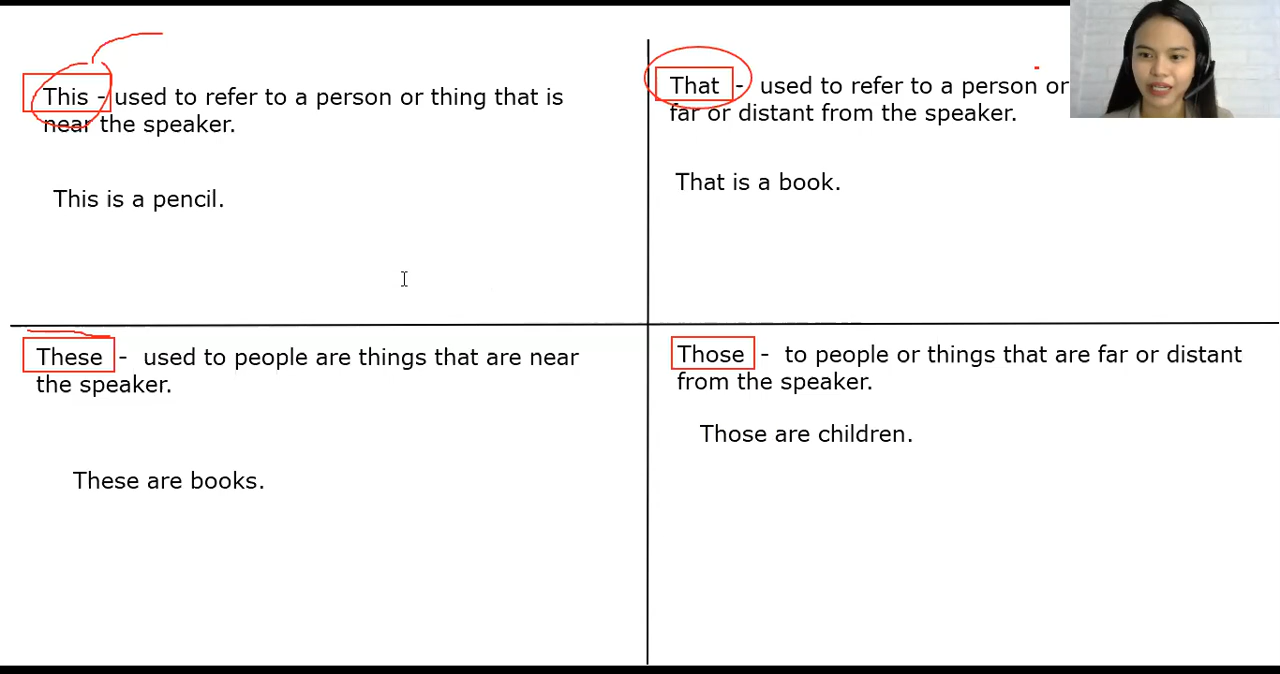 This - used to refer to a person or thing that is
near the speaker.
This is a pencil.
That - used to refer to a person or
far or distant from the speaker.
That is a book.
These - used to people are things that are near
the speaker.
These are books.
Those - to people or things that are far or distant
from the speaker.
Those are children.